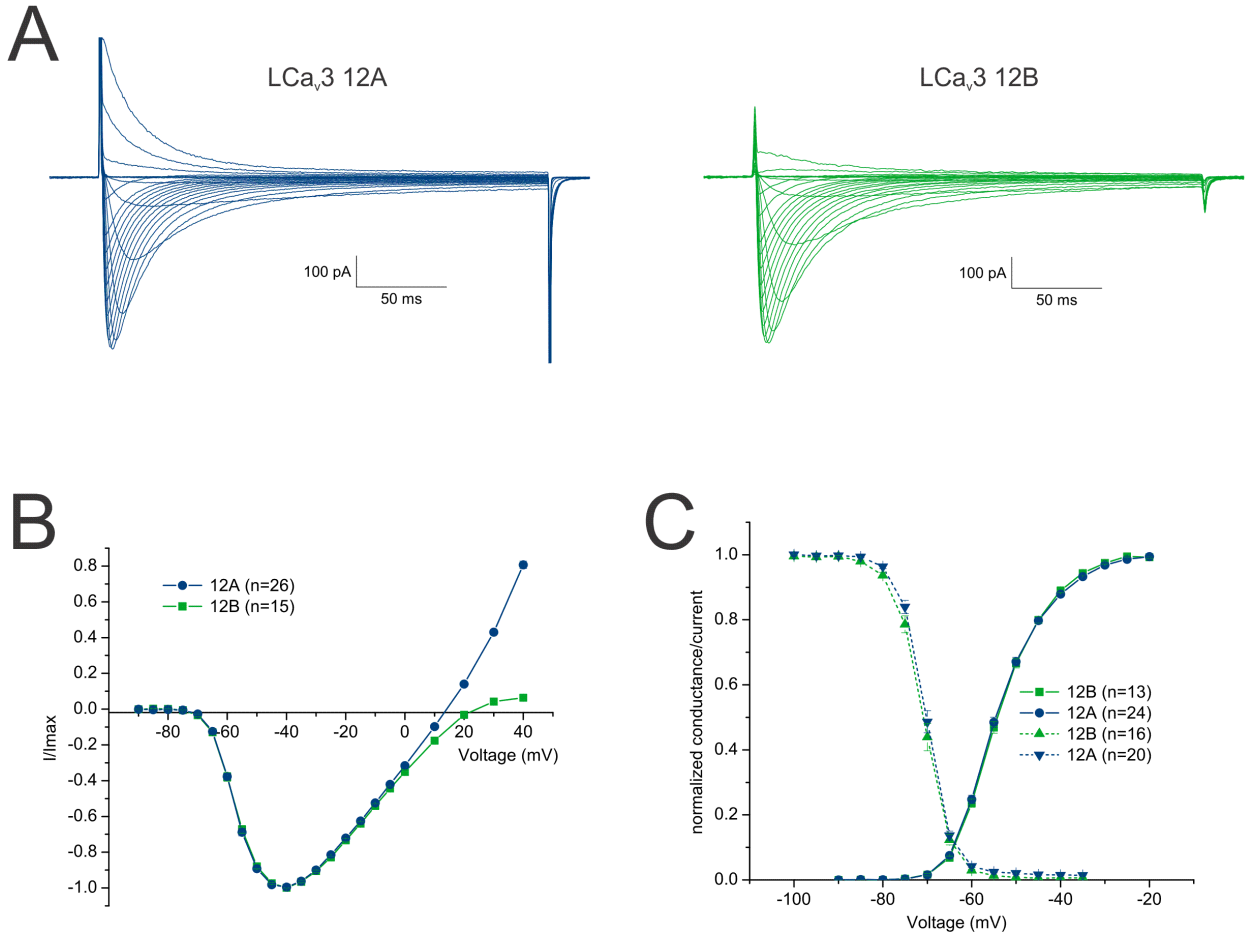 A
LCav3 12A
LCav3 12B
100 pA
50 ms
100 pA
50 ms
B
I/Imax
0.8
0.6
0.4
0.2
0.0
-0.2
-0.4
-0.6
-0.8
-1.0
12A (n=26)
12B (n=15)
-80
-60
-40
-20
0
20
40
Voltage (mV)
C
normalized conductance/current
1.0
0.8
0.6
0.4
0.2
0.0
12B (n=13)
12A (n=24)
12B (n=16)
12A (n=20)
-100
-80
-60
-40
-20
Voltage (mV)